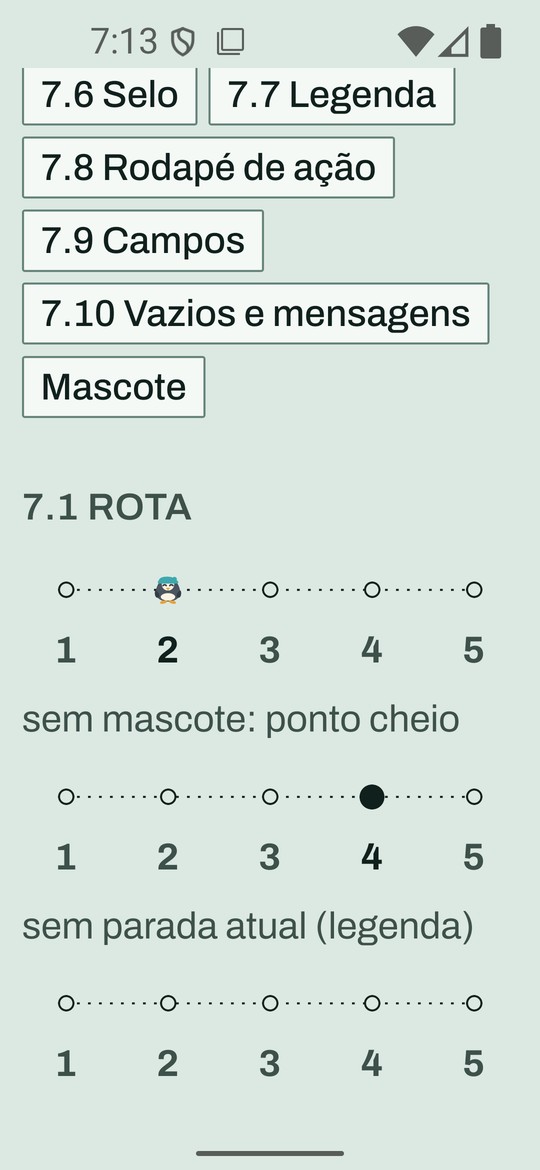 7:13
7.6 Selo
7.7 Legenda
7.8 Rodapé de ação
7.9 Campos
7.10 Vazios e mensagens
Mascote
7.1 ROTA
1 2 3 4 5
sem mascote: ponto cheio
1 2 3 4 5
sem parada atual (legenda)
1 2 3 4 5